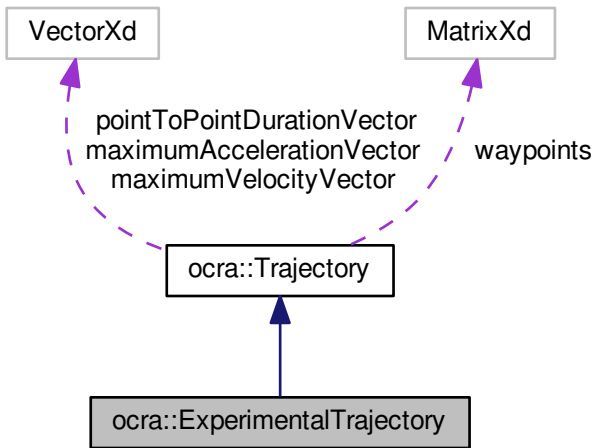 VectorXd
MatrixXd
pointToPointDurationVector
maximumAccelerationVector
maximumVelocityVector
waypoints
ocra::Trajectory
ocra::ExperimentalTrajectory